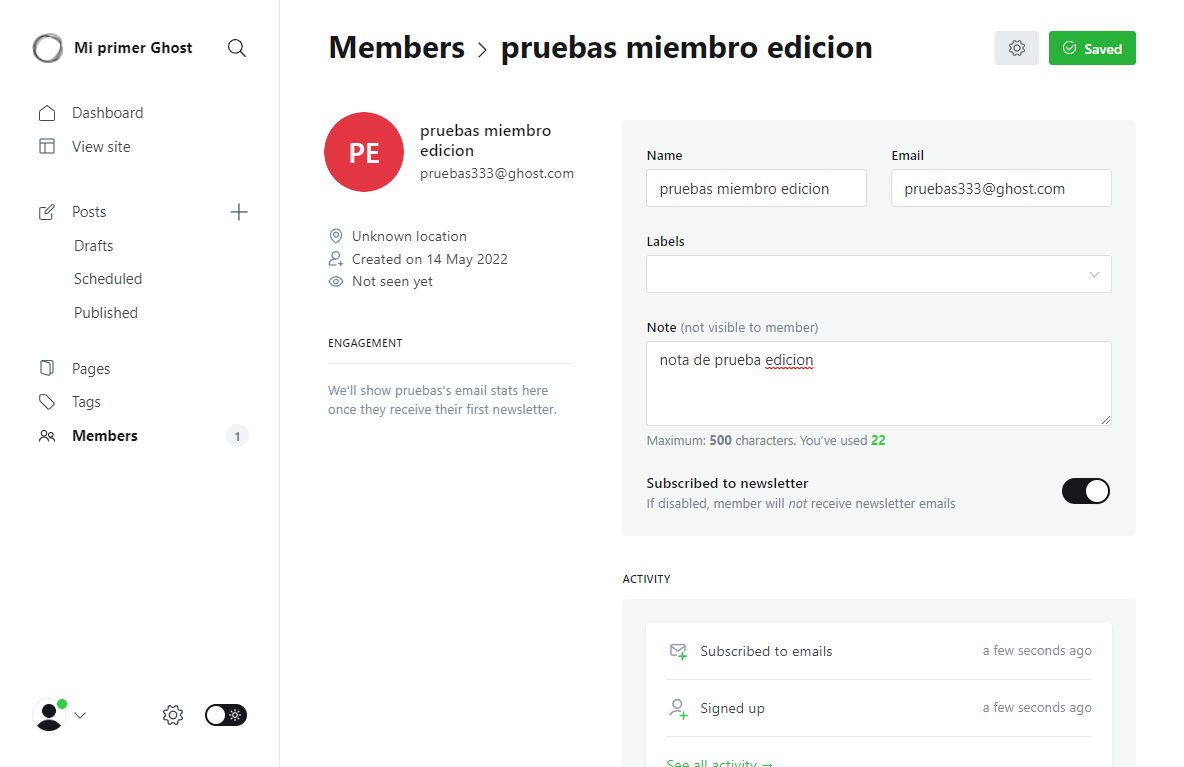 Mi primer Ghost
Dashboard
View site
Posts
Drafts
Scheduled
Published
Pages
Tags
Members
1
Members > pruebas miembro edicion
Saved
PE
pruebas miembro
edicion
pruebas333@ghost.com
Unknown location
Created on 14 May 2022
Not seen yet
ENGAGEMENT
We'll show pruebas's email stats here
once they receive their first newsletter.
Name
pruebas miembro edicion
Email
pruebas333@ghost.com
Labels
Note (not visible to member)
nota de prueba edicion
Maximum: 500 characters. You've used 22
Subscribed to newsletter
If disabled, member will not receive newsletter emails
ACTIVITY
Subscribed to emails a few seconds ago
Signed up a few seconds ago
See all activity →